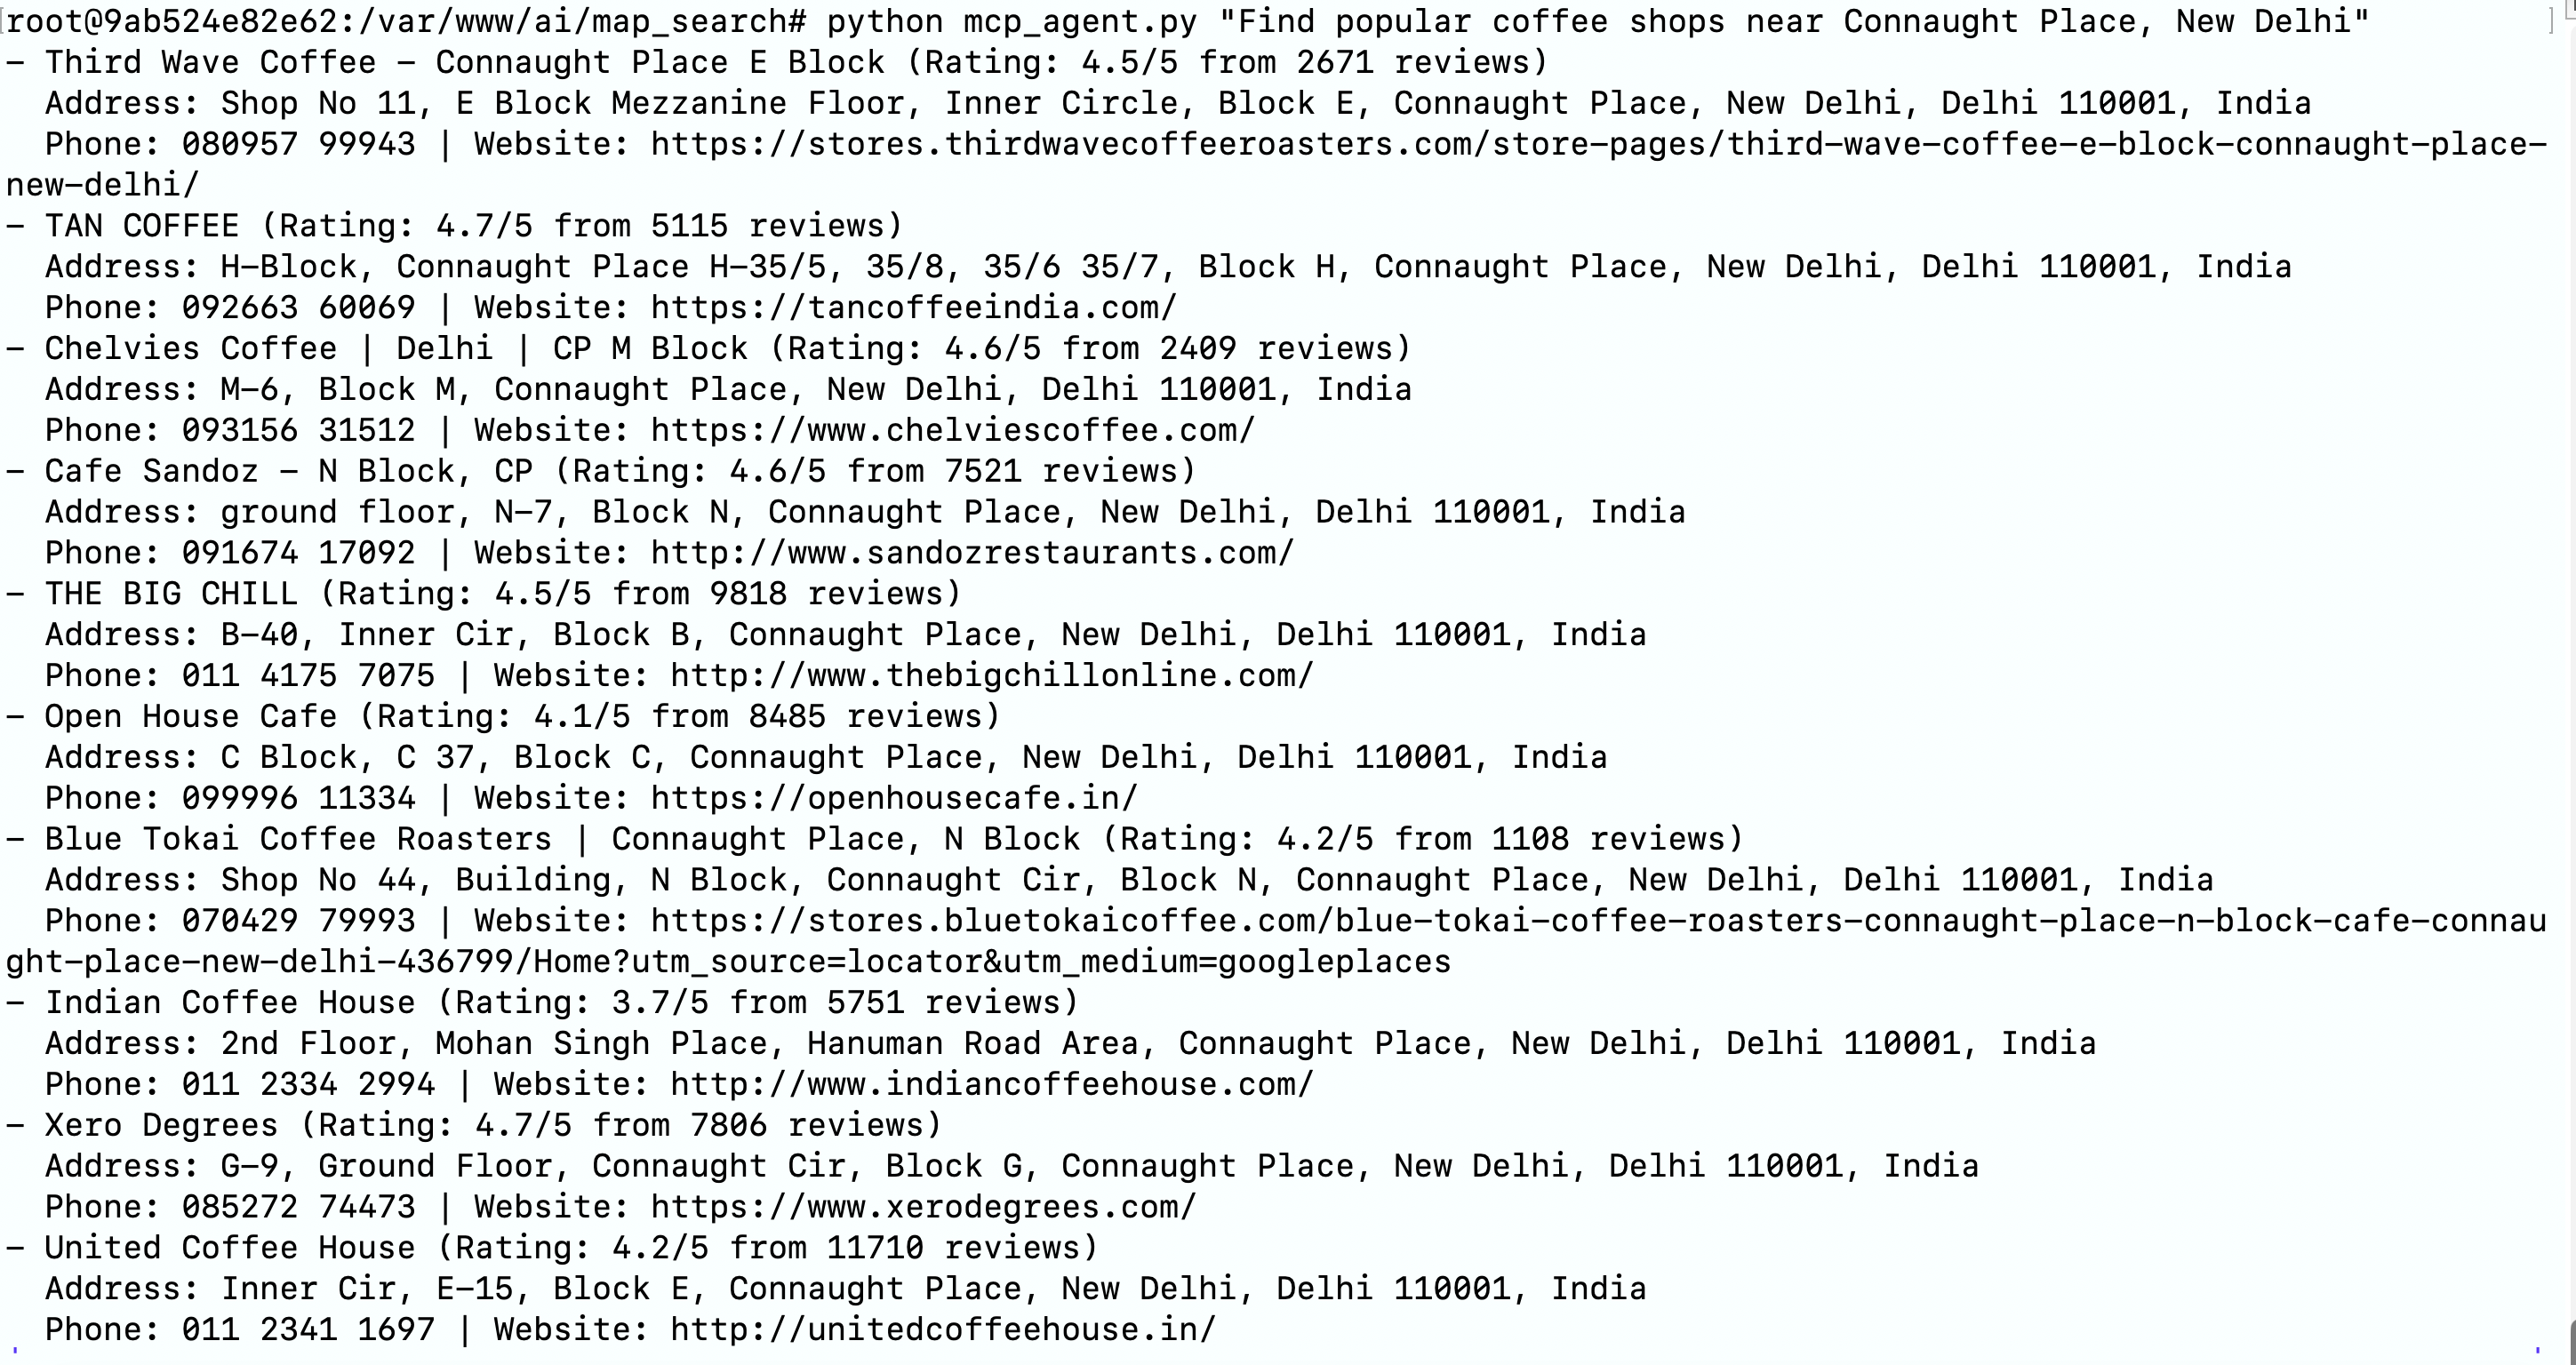 root@9ab524e82e62:/var/www/ai/map_search# python mcp_agent.py "Find popular coffee shops near Connaught Place, New Delhi"
– Third Wave Coffee – Connaught Place E Block (Rating: 4.5/5 from 2671 reviews)
Address: Shop No 11, E Block Mezzanine Floor, Inner Circle, Block E, Connaught Place, New Delhi, Delhi 110001, India
Phone: 080957 99943 | Website: https://stores.thirdwavecoffeeroasters.com/store-pages/third-wave-coffee-e-block-connaught-place-
new-delhi/
– TAN COFFEE (Rating: 4.7/5 from 5115 reviews)
Address: H-Block, Connaught Place H-35/5, 35/8, 35/6 35/7, Block H, Connaught Place, New Delhi, Delhi 110001, India
Phone: 092663 60069 | Website: https://tancoffeeindia.com/
– Chelvies Coffee | Delhi | CP M Block (Rating: 4.6/5 from 2409 reviews)
Address: M-6, Block M, Connaught Place, New Delhi, Delhi 110001, India
Phone: 093156 31512 | Website: https://www.chelviescoffee.com/
– Cafe Sandoz – N Block, CP (Rating: 4.6/5 from 7521 reviews)
Address: ground floor, N-7, Block N, Connaught Place, New Delhi, Delhi 110001, India
Phone: 091674 17092 | Website: http://www.sandozrestaurants.com/
– THE BIG CHILL (Rating: 4.5/5 from 9818 reviews)
Address: B-40, Inner Cir, Block B, Connaught Place, New Delhi, Delhi 110001, India
Phone: 011 4175 7075 | Website: http://www.thebigchillonline.com/
– Open House Cafe (Rating: 4.1/5 from 8485 reviews)
Address: C Block, C 37, Block C, Connaught Place, New Delhi, Delhi 110001, India
Phone: 099996 11334 | Website: https://openhousecafe.in/
– Blue Tokai Coffee Roasters | Connaught Place, N Block (Rating: 4.2/5 from 1108 reviews)
Address: Shop No 44, Building, N Block, Connaught Cir, Block N, Connaught Place, New Delhi, Delhi 110001, India
Phone: 070429 79993 | Website: https://stores.bluetokaicoffee.com/blue-tokai-coffee-roasters-connaught-place-n-block-cafe-connau
ght-place-new-delhi-436799/Home?utm_source=locator&utm_medium=googleplaces
– Indian Coffee House (Rating: 3.7/5 from 5751 reviews)
Address: 2nd Floor, Mohan Singh Place, Hanuman Road Area, Connaught Place, New Delhi, Delhi 110001, India
Phone: 011 2334 2994 | Website: http://www.indiancoffeehouse.com/
– Xero Degrees (Rating: 4.7/5 from 7806 reviews)
Address: G-9, Ground Floor, Connaught Cir, Block G, Connaught Place, New Delhi, Delhi 110001, India
Phone: 085272 74473 | Website: https://www.xerodegrees.com/
– United Coffee House (Rating: 4.2/5 from 11710 reviews)
Address: Inner Cir, E-15, Block E, Connaught Place, New Delhi, Delhi 110001, India
Phone: 011 2341 1697 | Website: http://unitedcoffeehouse.in/